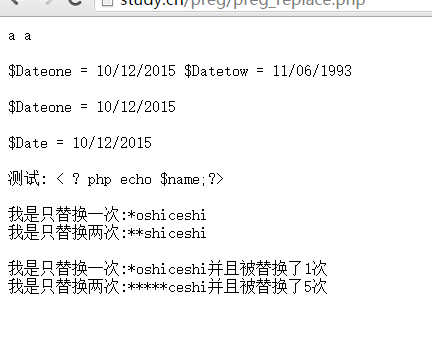 study.cn/preg/preg_replace.php
a a
$Dateone = 10/12/2015 $Datetow = 11/06/1993
$Dateone = 10/12/2015
$Date = 10/12/2015
测试: < ? php echo $name;?>
我是只替换一次:*oshiceshi
我是只替换两次:**shiceshi
我是只替换一次:*oshiceshi并且被替换了1次
我是只替换两次:*****ceshi并且被替换了5次